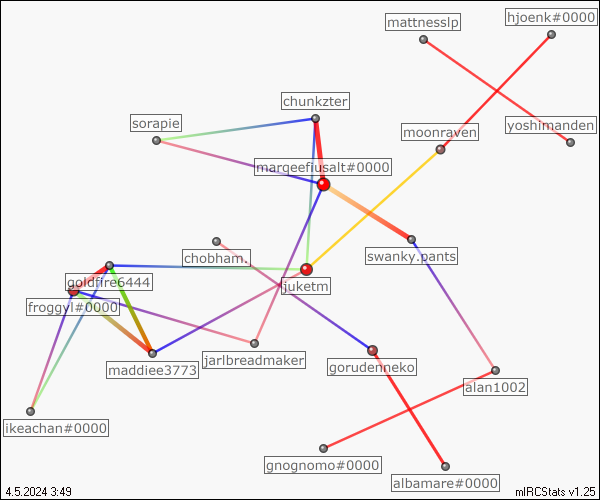 mattnesslp
hjoenk#0000
chunkzter
sorapie
moonraven
yoshimanden
marqeefiusalt#0000
chobham.
swanky.pants
goldfire6444
juketm
froggyl#0000
maddiee3773
jarlbreadmaker
gorudenneko
alan1002
ikeachan#0000
gnognomo#0000
albamare#0000
4.5.2024 3:49
mIRCStats v1.25